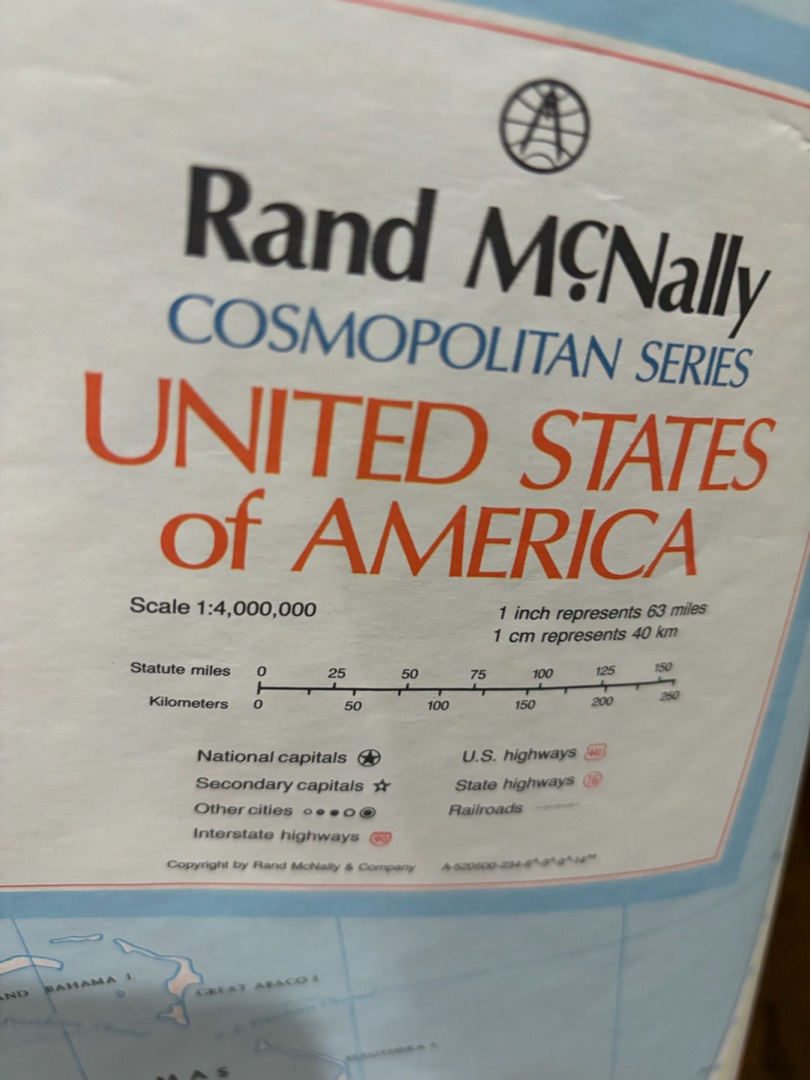 Rand McNally
COSMOPOLITAN SERIES
UNITED STATES
of AMERICA
Scale 1:4,000,000
1 inch represents 63 miles
1 cm represents 40 km
Statute miles 0 25 50 75 100 125 150
Kilometers 0 50 100 150 200 250
National capitals
Secondary capitals
Other cities
Interstate highways
U.S. highways
State highways
Railroads
Copyright by Rand McNally & Company
BAHAMA I.
GREAT ABACO I